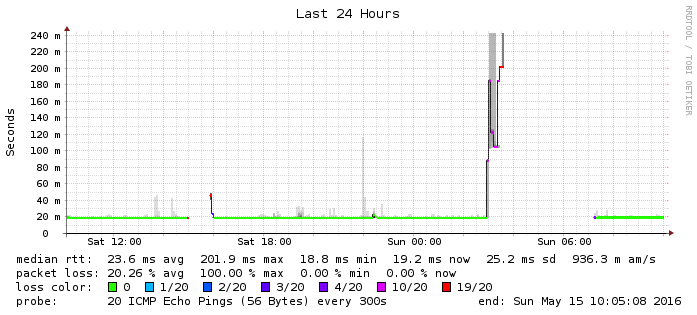 Last 24 Hours
RRDTOOL / TOBI OETIKER
Seconds
240 m
220 m
200 m
180 m
160 m
140 m
120 m
100 m
80 m
60 m
40 m
20 m
0
Sat 12:00 Sat 18:00 Sun 00:00 Sun 06:00
median rtt: 23.6 ms avg 201.9 ms max 18.8 ms min 19.2 ms now 25.2 ms sd 936.3 m am/s
packet loss: 20.26 % avg 100.00 % max 0.00 % min 0.00 % now
loss color: 0 1/20 2/20 3/20 4/20 10/20 19/20
probe: 20 ICMP Echo Pings (56 Bytes) every 300s end: Sun May 15 10:05:08 2016